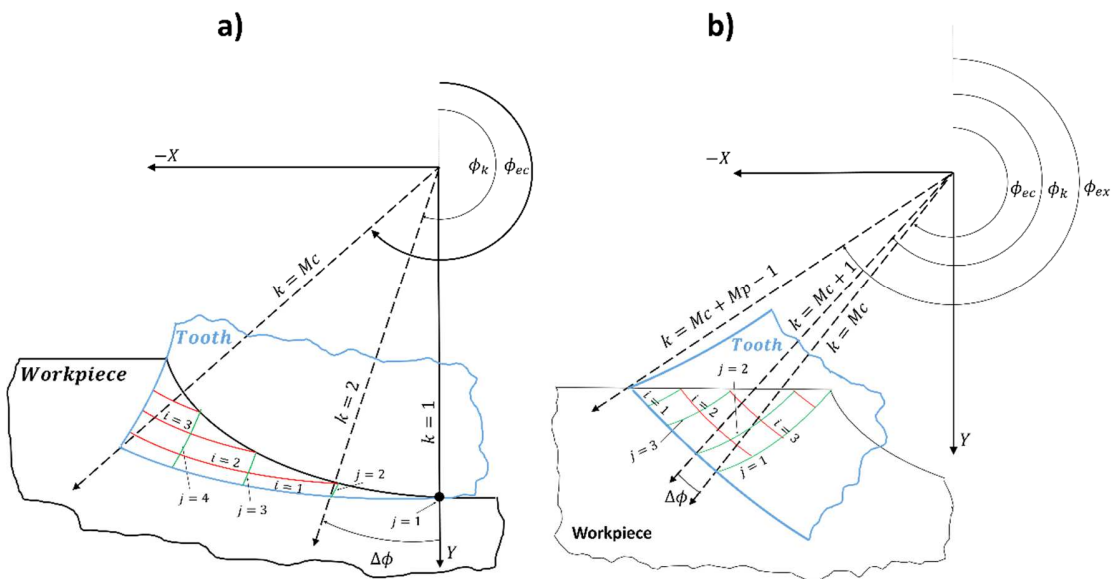 a)
−X
ϕk
ϕec
k = Mc
k = 2
k = 1
Tooth
Workpiece
i = 3
i = 2
i = 1
j = 2
j = 4
j = 3
j = 1
Δϕ
Y
b)
−X
ϕec
ϕk
ϕex
k = Mc + Mp − 1
k = Mc + 1
k = Mc
Tooth
j = 2
i = 1
i = 2
i = 3
j = 3
j = 1
Y
Δϕ
Workpiece